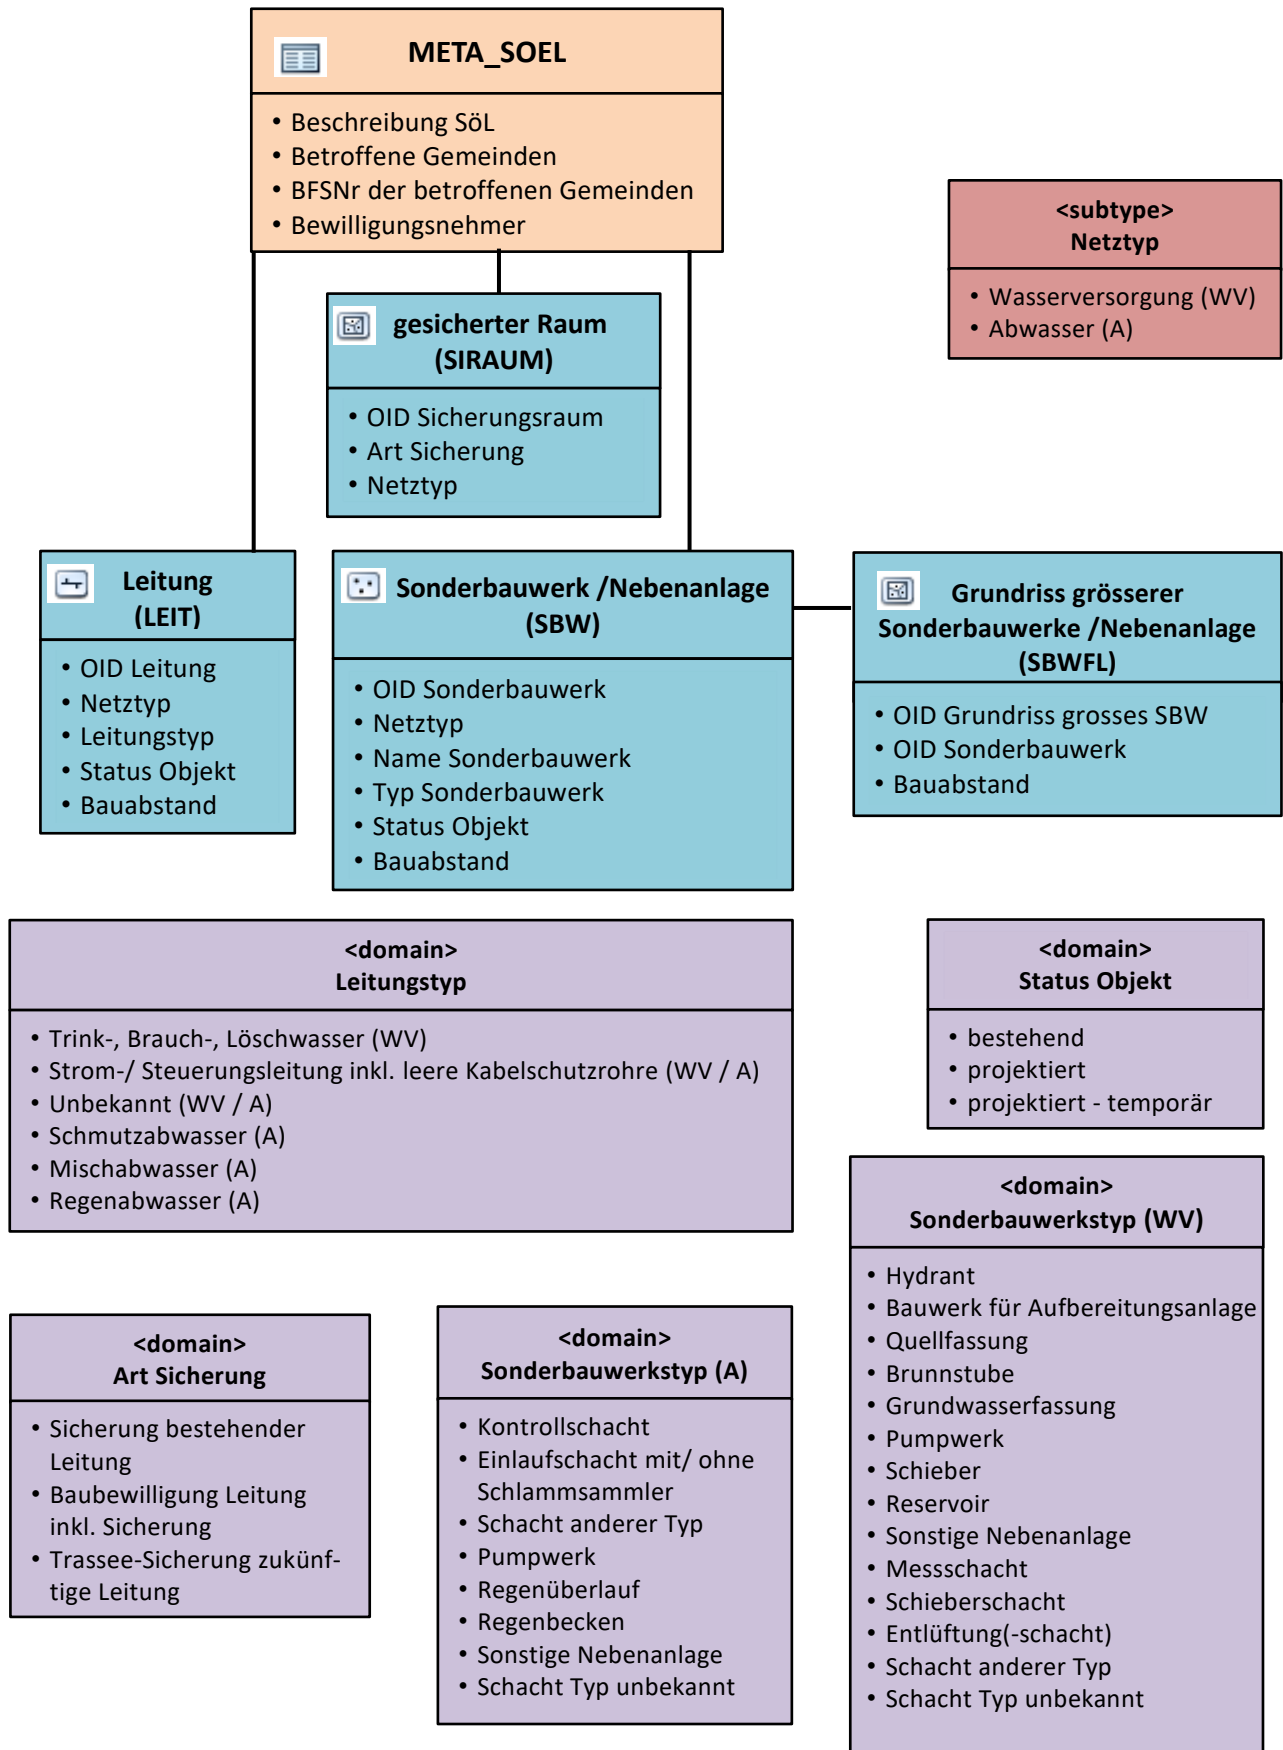 META_SOEL
• Beschreibung SöL
• Betroffene Gemeinden
• BFSNr der betroffenen Gemeinden
• Bewilligungsnehmer
<subtype>
Netztyp
• Wasserversorgung (WV)
• Abwasser (A)
gesicherter Raum
(SIRAUM)
• OID Sicherungsraum
• Art Sicherung
• Netztyp
Leitung
(LEIT)
• OID Leitung
• Netztyp
• Leitungstyp
• Status Objekt
• Bauabstand
Sonderbauwerk /Nebenanlage
(SBW)
• OID Sonderbauwerk
• Netztyp
• Name Sonderbauwerk
• Typ Sonderbauwerk
• Status Objekt
• Bauabstand
Grundriss grösserer
Sonderbauwerke /Nebenanlage
(SBWFL)
• OID Grundriss grosses SBW
• OID Sonderbauwerk
• Bauabstand
<domain>
Leitungstyp
• Trink-, Brauch-, Löschwasser (WV)
• Strom-/ Steuerungsleitung inkl. leere Kabelschutzrohre (WV / A)
• Unbekannt (WV / A)
• Schmutzabwasser (A)
• Mischabwasser (A)
• Regenabwasser (A)
<domain>
Status Objekt
• bestehend
• projektiert
• projektiert - temporär
<domain>
Art Sicherung
• Sicherung bestehender
Leitung
• Baubewilligung Leitung
inkl. Sicherung
• Trassee-Sicherung zukünf-
tige Leitung
<domain>
Sonderbauwerkstyp (A)
• Kontrollschacht
• Einlaufschacht mit/ ohne
Schlammsammler
• Schacht anderer Typ
• Pumpwerk
• Regenüberlauf
• Regenbecken
• Sonstige Nebenanlage
• Schacht Typ unbekannt
<domain>
Sonderbauwerkstyp (WV)
• Hydrant
• Bauwerk für Aufbereitungsanlage
• Quellfassung
• Brunnstube
• Grundwasserfassung
• Pumpwerk
• Schieber
• Reservoir
• Sonstige Nebenanlage
• Messschacht
• Schieberschacht
• Entlüftung(-schacht)
• Schacht anderer Typ
• Schacht Typ unbekannt